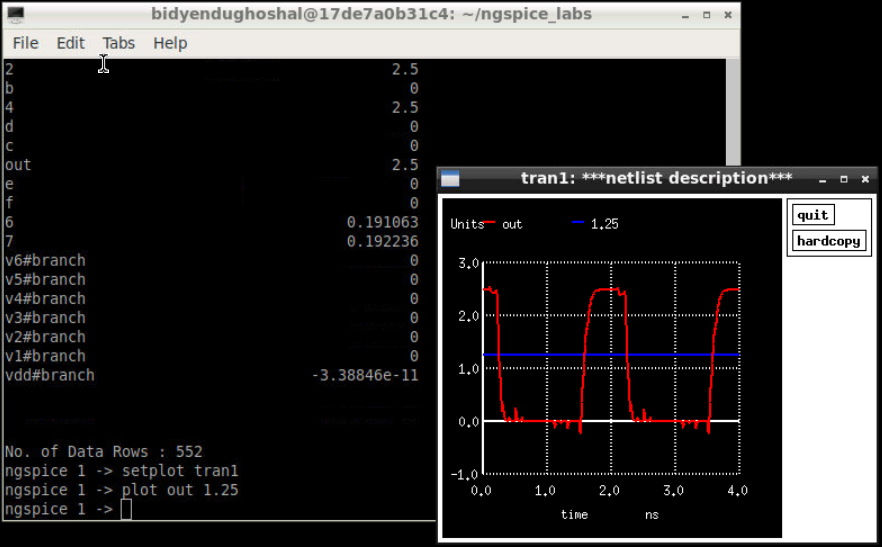 bidyendughoshal@17de7a0b31c4: ~/ngspice_labs
File Edit Tabs Help
2 2.5
b 0
4 2.5
d 0
c 0
out 2.5
e 0
f 0
6 0.191063
7 0.192236
v6#branch 0
v5#branch 0
v4#branch 0
v3#branch 0
v2#branch 0
v1#branch 0
vdd#branch -3.38846e-11
No. of Data Rows : 552
ngspice 1 -> setplot tran1
ngspice 1 -> plot out 1.25
ngspice 1 ->
tran1: ***netlist description***
quit
hardcopy
Units out 1.25
3.0
2.0
1.0
0.0
-1.0
0.0 1.0 2.0 3.0 4.0
time ns